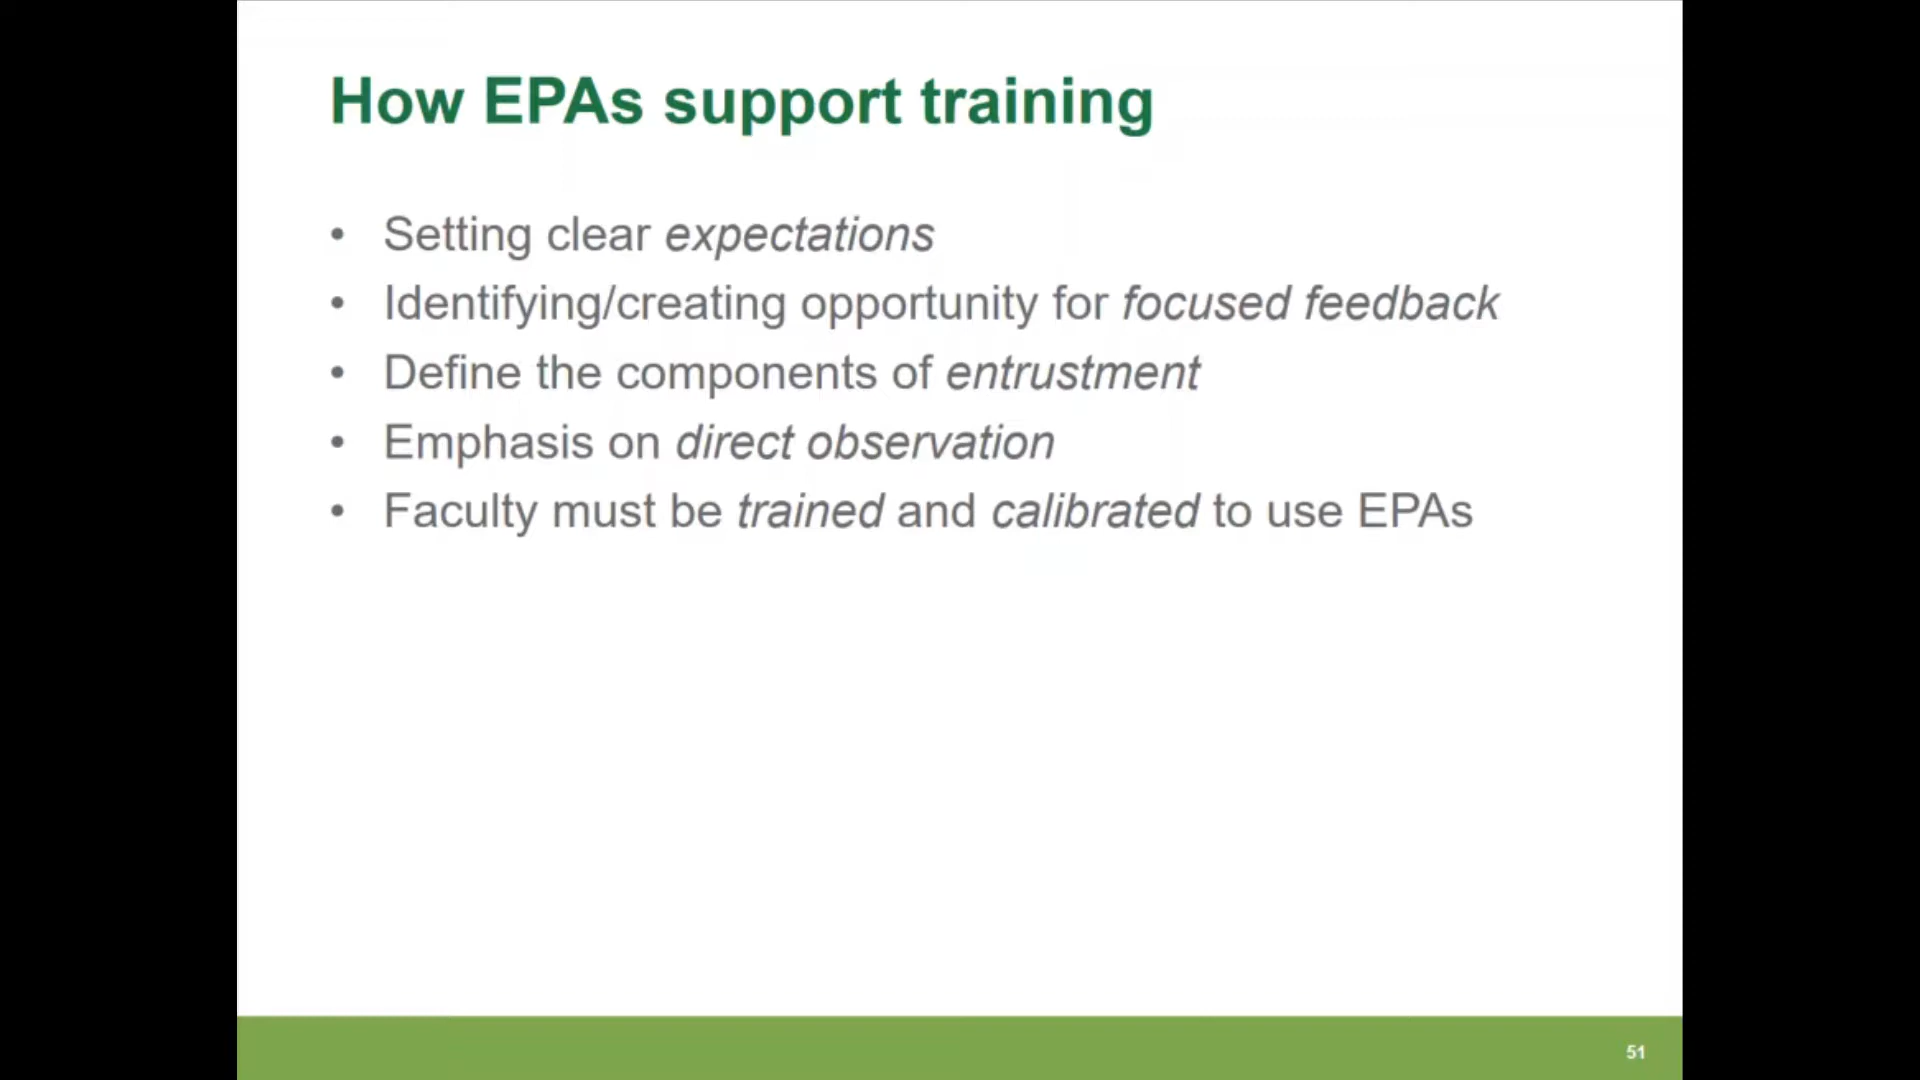 How EPAs support training
• Setting clear expectations
• Identifying/creating opportunity for focused feedback
• Define the components of entrustment
• Emphasis on direct observation
• Faculty must be trained and calibrated to use EPAs
51